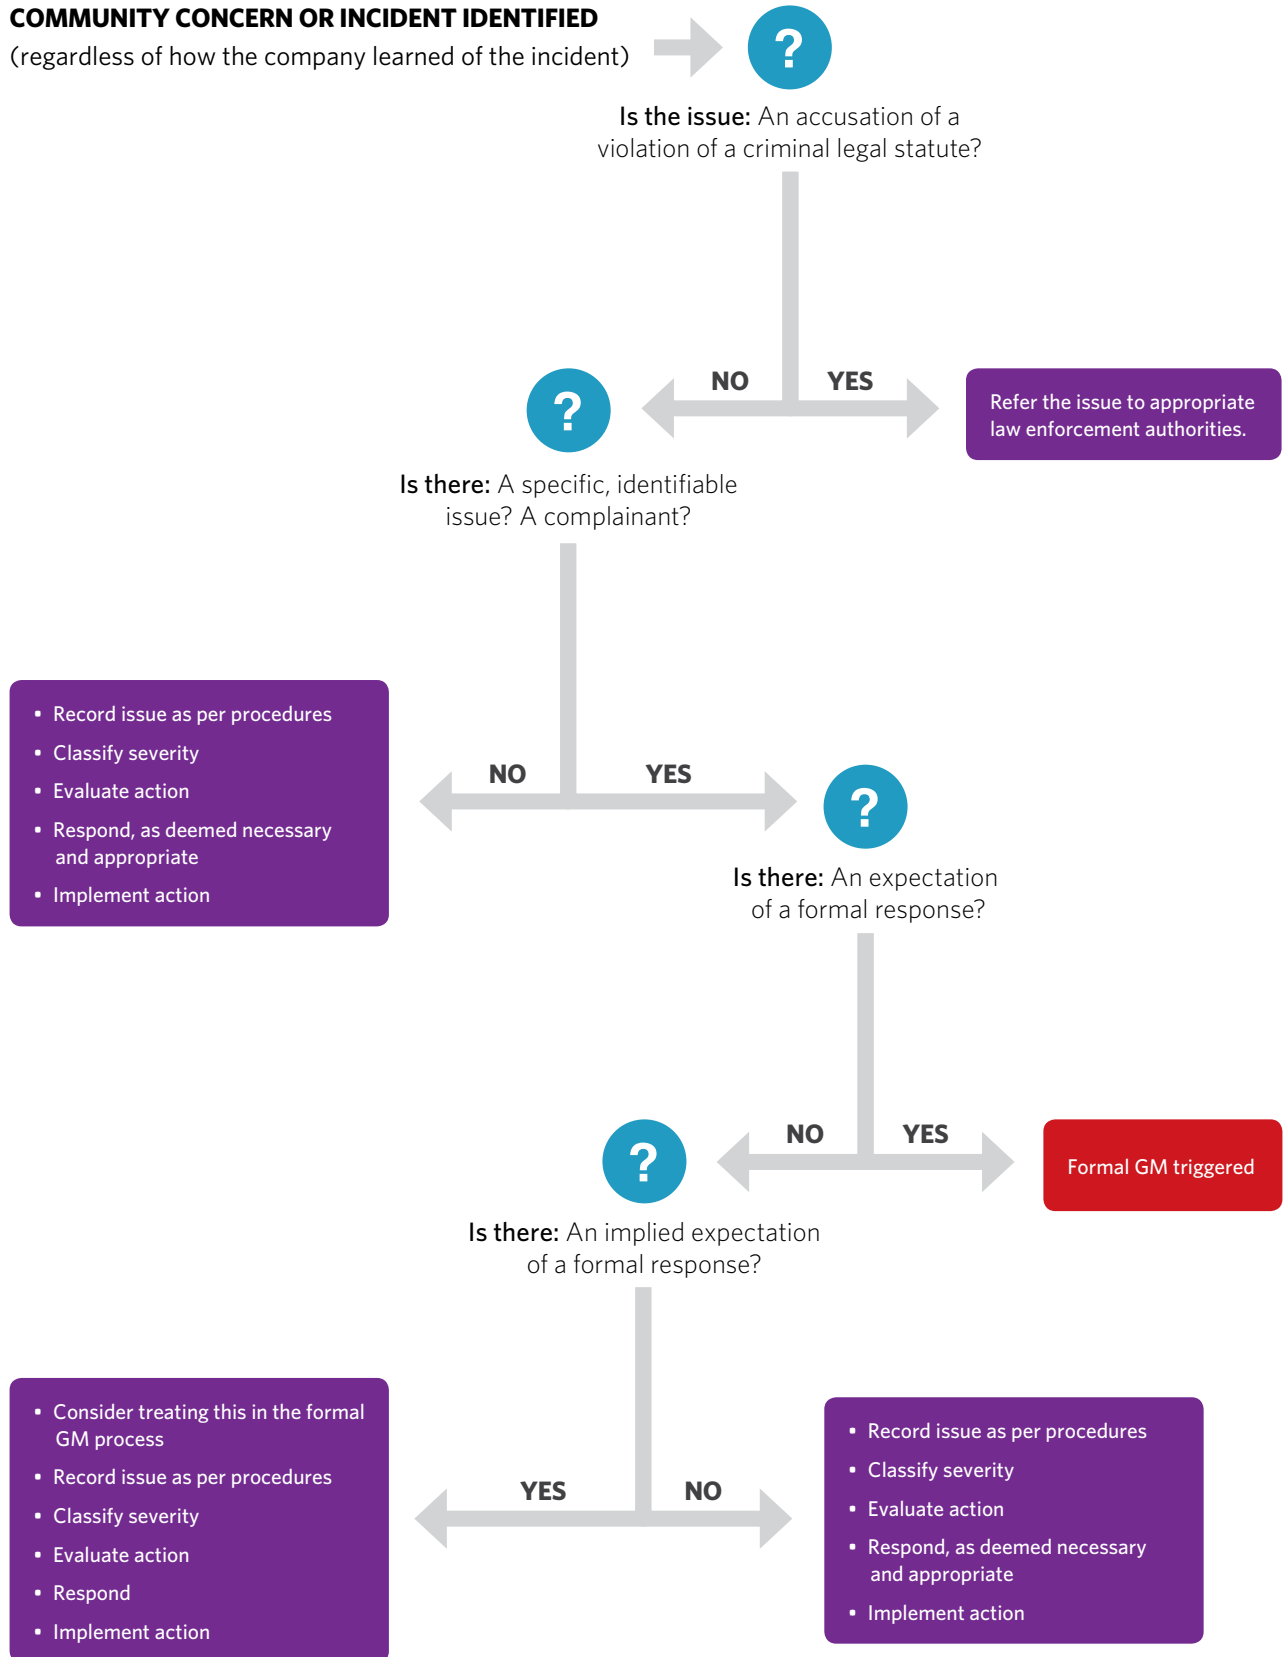 COMMUNITY CONCERN OR INCIDENT IDENTIFIED
(regardless of how the company learned of the incident)
?
Is the issue: An accusation of a
violation of a criminal legal statute?
NO
YES
Refer the issue to appropriate
law enforcement authorities.
?
Is there: A specific, identifiable
issue? A complainant?
NO
YES
▪ Record issue as per procedures
▪ Classify severity
▪ Evaluate action
▪ Respond, as deemed necessary
and appropriate
▪ Implement action
?
Is there: An expectation
of a formal response?
NO
YES
Formal GM triggered
?
Is there: An implied expectation
of a formal response?
YES
NO
▪ Consider treating this in the formal
GM process
▪ Record issue as per procedures
▪ Classify severity
▪ Evaluate action
▪ Respond
▪ Implement action
▪ Record issue as per procedures
▪ Classify severity
▪ Evaluate action
▪ Respond, as deemed necessary
and appropriate
▪ Implement action